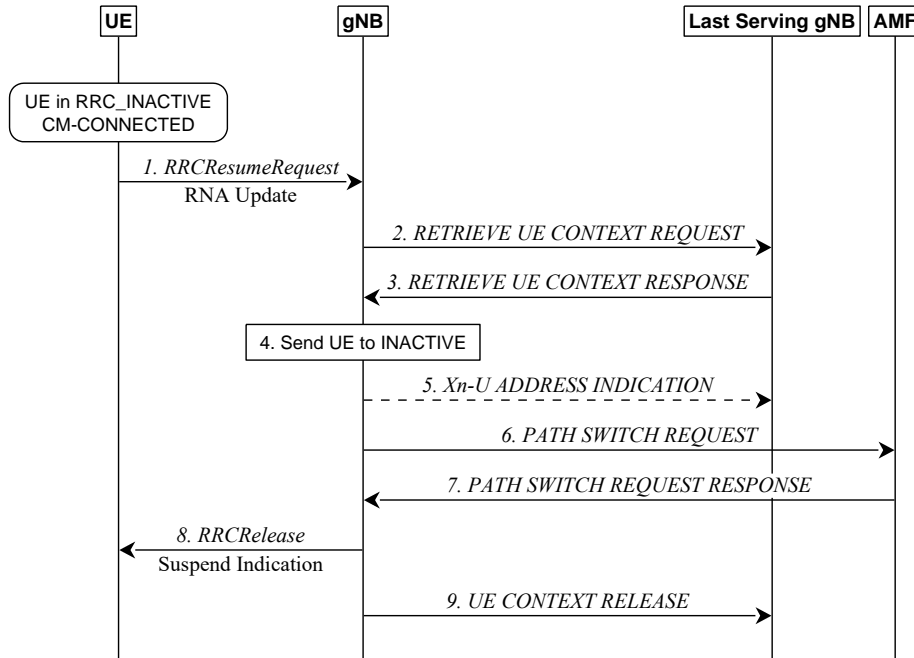 UE
gNB
Last Serving gNB
AMF
UE in RRC_INACTIVE
CM-CONNECTED
1. RRCResumeRequest
RNA Update
2. RETRIEVE UE CONTEXT REQUEST
3. RETRIEVE UE CONTEXT RESPONSE
4. Send UE to INACTIVE
5. Xn-U ADDRESS INDICATION
6. PATH SWITCH REQUEST
7. PATH SWITCH REQUEST RESPONSE
8. RRCRelease
Suspend Indication
9. UE CONTEXT RELEASE